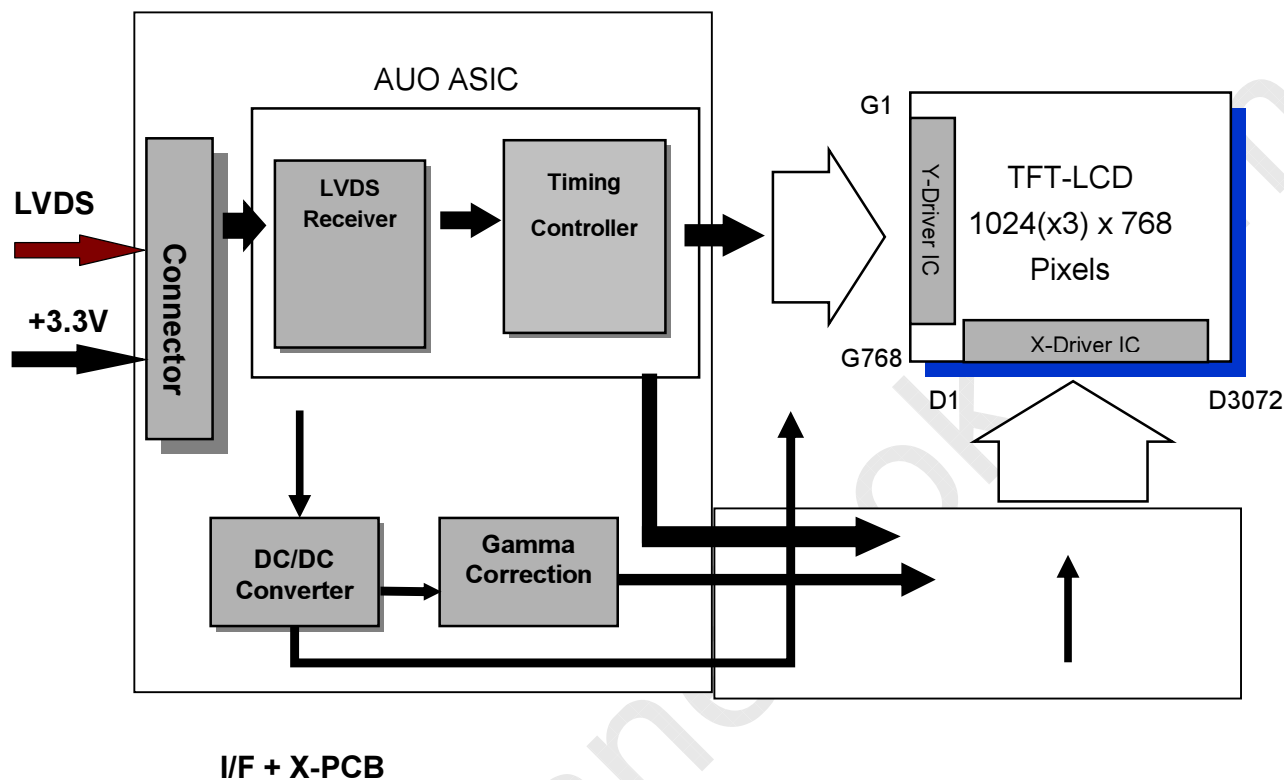 AUO ASIC
LVDS
+3.3V
Connector
LVDS
Receiver
Timing
Controller
G1
Y-Driver IC
TFT-LCD
1024(x3) x 768
Pixels
X-Driver IC
G768
D1
D3072
DC/DC
Converter
Gamma
Correction
I/F + X-PCB